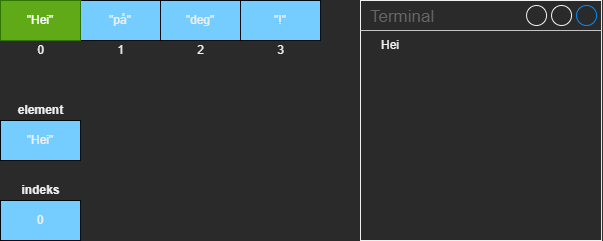 "Hei" "på" "deg" "!"
0 1 2 3
element
"Hei"
indeks
0
Terminal
Hei